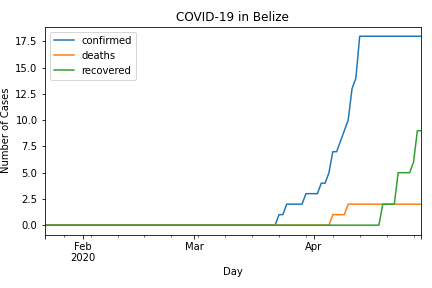 COVID-19 in Belize
confirmed
deaths
recovered
Number of Cases
17.5
15.0
12.5
10.0
7.5
5.0
2.5
0.0
Feb
2020
Mar
Apr
Day